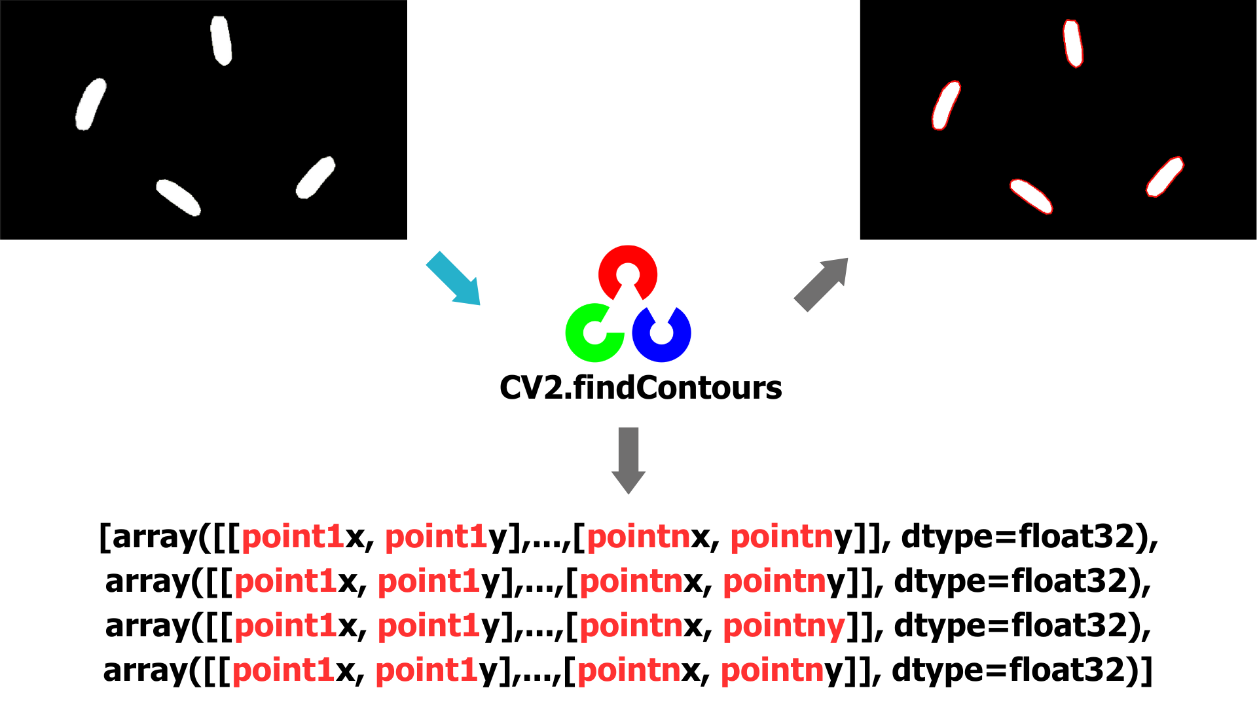 CV2.findContours
[array([[point1x, point1y],...,[pointnx, pointny]], dtype=float32),
array([[point1x, point1y],...,[pointnx, pointny]], dtype=float32),
array([[point1x, point1y],...,[pointnx, pointny]], dtype=float32),
array([[point1x, point1y],...,[pointnx, pointny]], dtype=float32)]